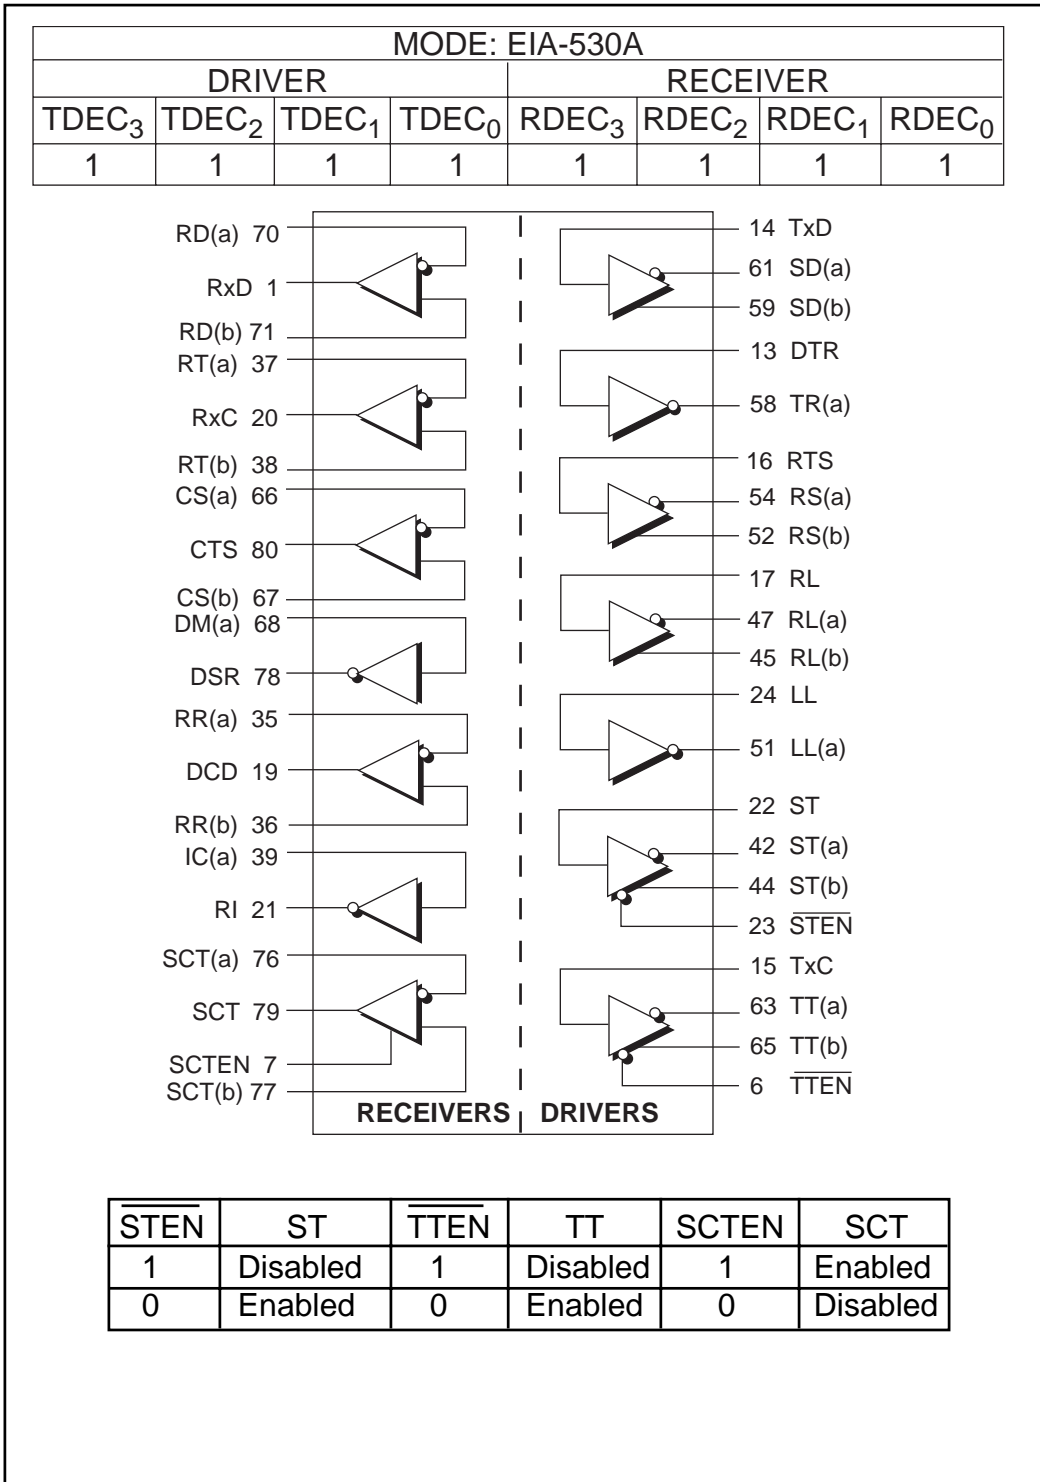 MODE: EIA-530A
DRIVER RECEIVER
TDEC3 TDEC2 TDEC1 TDEC0 RDEC3 RDEC2 RDEC1 RDEC0
1 1 1 1 1 1 1 1
RD(a) 70
RxD 1
RD(b) 71
RT(a) 37
RxC 20
RT(b) 38
CS(a) 66
CTS 80
CS(b) 67
DM(a) 68
DSR 78
RR(a) 35
DCD 19
RR(b) 36
IC(a) 39
RI 21
SCT(a) 76
SCT 79
SCTEN 7
SCT(b) 77
14 TxD
61 SD(a)
59 SD(b)
13 DTR
58 TR(a)
16 RTS
54 RS(a)
52 RS(b)
17 RL
47 RL(a)
45 RL(b)
24 LL
51 LL(a)
22 ST
42 ST(a)
44 ST(b)
23 STEN
15 TxC
63 TT(a)
65 TT(b)
6 TTEN
RECEIVERS DRIVERS
STEN ST TTEN TT SCTEN SCT
1 Disabled 1 Disabled 1 Enabled
0 Enabled 0 Enabled 0 Disabled